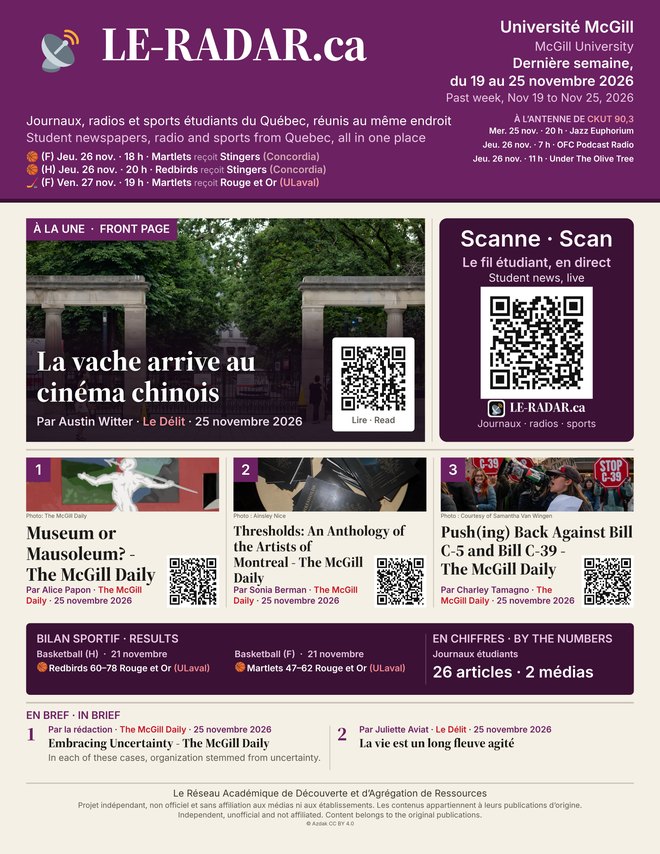 LE-RADAR.ca
Université McGill
McGill University
Dernière semaine,
du 19 au 25 novembre 2026
Past week, Nov 19 to Nov 25, 2026
Journaux, radios et sports étudiants du Québec, réunis au même endroit
Student newspapers, radio and sports from Quebec, all in one place
(F) Jeu. 26 nov. · 18 h · Martlets reçoit Stingers (Concordia)
(H) Jeu. 26 nov. · 20 h · Redbirds reçoit Stingers (Concordia)
(F) Ven. 27 nov. · 19 h · Martlets reçoit Rouge et Or (ULaval)
À L'ANTENNE DE CKUT 90,3
Mer. 25 nov. · 20 h · Jazz Euphorium
Jeu. 26 nov. · 7 h · OFC Podcast Radio
Jeu. 26 nov. · 11 h · Under The Olive Tree
À LA UNE · FRONT PAGE
La vache arrive au
cinéma chinois
Par Austin Witter · Le Délit · 25 novembre 2026
Lire · Read
Scanne · Scan
Le fil étudiant, en direct
Student news, live
LE-RADAR.ca
Journaux · radios · sports
1
Photo: The McGill Daily
Museum or
Mausoleum? -
The McGill Daily
Par Alice Papon · The McGill
Daily · 25 novembre 2026
2
Photo : Ainsley Nice
Thresholds: An Anthology of
the Artists of
Montreal - The McGill
Daily
Par Sonia Berman · The McGill
Daily · 25 novembre 2026
3
C-39
STOP
C-39
Photo : Courtesy of Samantha Van Wingen
Push(ing) Back Against Bill
C-5 and Bill C-39 -
The McGill Daily
Par Charley Tamagno · The
McGill Daily · 25 novembre 2026
BILAN SPORTIF · RESULTS
Basketball (H) · 21 novembre
Redbirds 60–78 Rouge et Or (ULaval)
Basketball (F) · 21 novembre
Martlets 47–62 Rouge et Or (ULaval)
EN CHIFFRES · BY THE NUMBERS
Journaux étudiants
26 articles · 2 médias
EN BREF · IN BRIEF
1
Par la rédaction · The McGill Daily · 25 novembre 2026
Embracing Uncertainty - The McGill Daily
In each of these cases, organization stemmed from uncertainty.
2
Par Juliette Aviat · Le Délit · 25 novembre 2026
La vie est un long fleuve agité
Le Réseau Académique de Découverte et d'Agrégation de Ressources
Projet indépendant, non officiel et sans affiliation aux médias ni aux établissements. Les contenus appartiennent à leurs publications d'origine.
Independent, unofficial and not affiliated. Content belongs to the original publications.
© Azdak CC BY 4.0